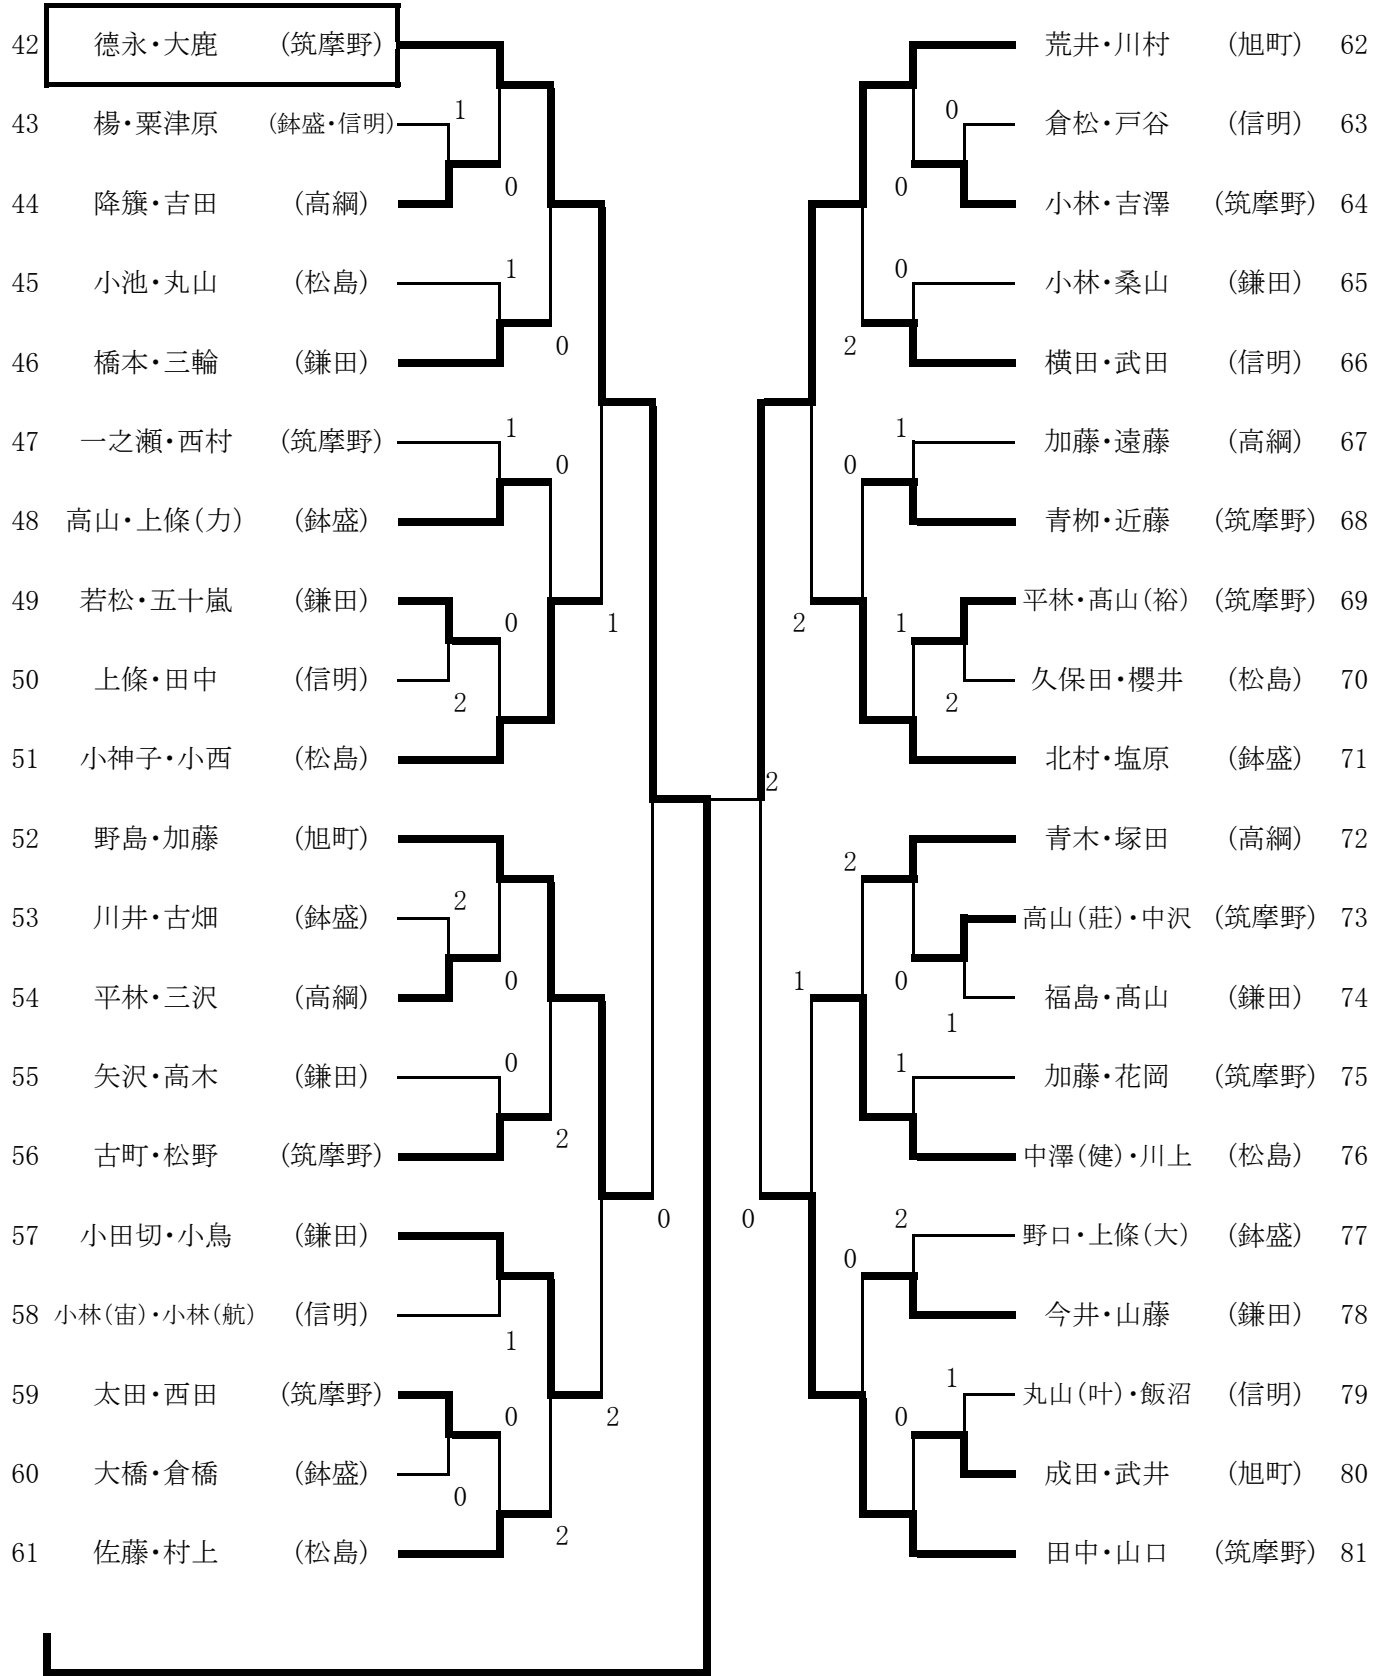 42 德永・大鹿 (筑摩野)
43 楊・粟津原 (鉢盛・信明)
44 降籏・吉田 (高綱)
45 小池・丸山 (松島)
46 橋本・三輪 (鎌田)
47 一之瀬・西村 (筑摩野)
48 高山・上條(力) (鉢盛)
49 若松・五十嵐 (鎌田)
50 上條・田中 (信明)
51 小神子・小西 (松島)
52 野島・加藤 (旭町)
53 川井・古畑 (鉢盛)
54 平林・三沢 (高綱)
55 矢沢・高木 (鎌田)
56 古町・松野 (筑摩野)
57 小田切・小鳥 (鎌田)
58 小林(宙)・小林(航) (信明)
59 太田・西田 (筑摩野)
60 大橋・倉橋 (鉢盛)
61 佐藤・村上 (松島)
1
0
1
0
1
0
0
1
2
2
0
0
2
0
1
2
0
0
2
2
0
0
0
2
1
0
2
1
2
2
1
0
1
1
0
2
0
1
0
荒井・川村 (旭町) 62
倉松・戸谷 (信明) 63
小林・吉澤 (筑摩野) 64
小林・桑山 (鎌田) 65
横田・武田 (信明) 66
加藤・遠藤 (高綱) 67
青栁・近藤 (筑摩野) 68
平林・髙山(裕) (筑摩野) 69
久保田・櫻井 (松島) 70
北村・塩原 (鉢盛) 71
青木・塚田 (高綱) 72
高山(莊)・中沢 (筑摩野) 73
福島・髙山 (鎌田) 74
加藤・花岡 (筑摩野) 75
中澤(健)・川上 (松島) 76
野口・上條(大) (鉢盛) 77
今井・山藤 (鎌田) 78
丸山(叶)・飯沼 (信明) 79
成田・武井 (旭町) 80
田中・山口 (筑摩野) 81